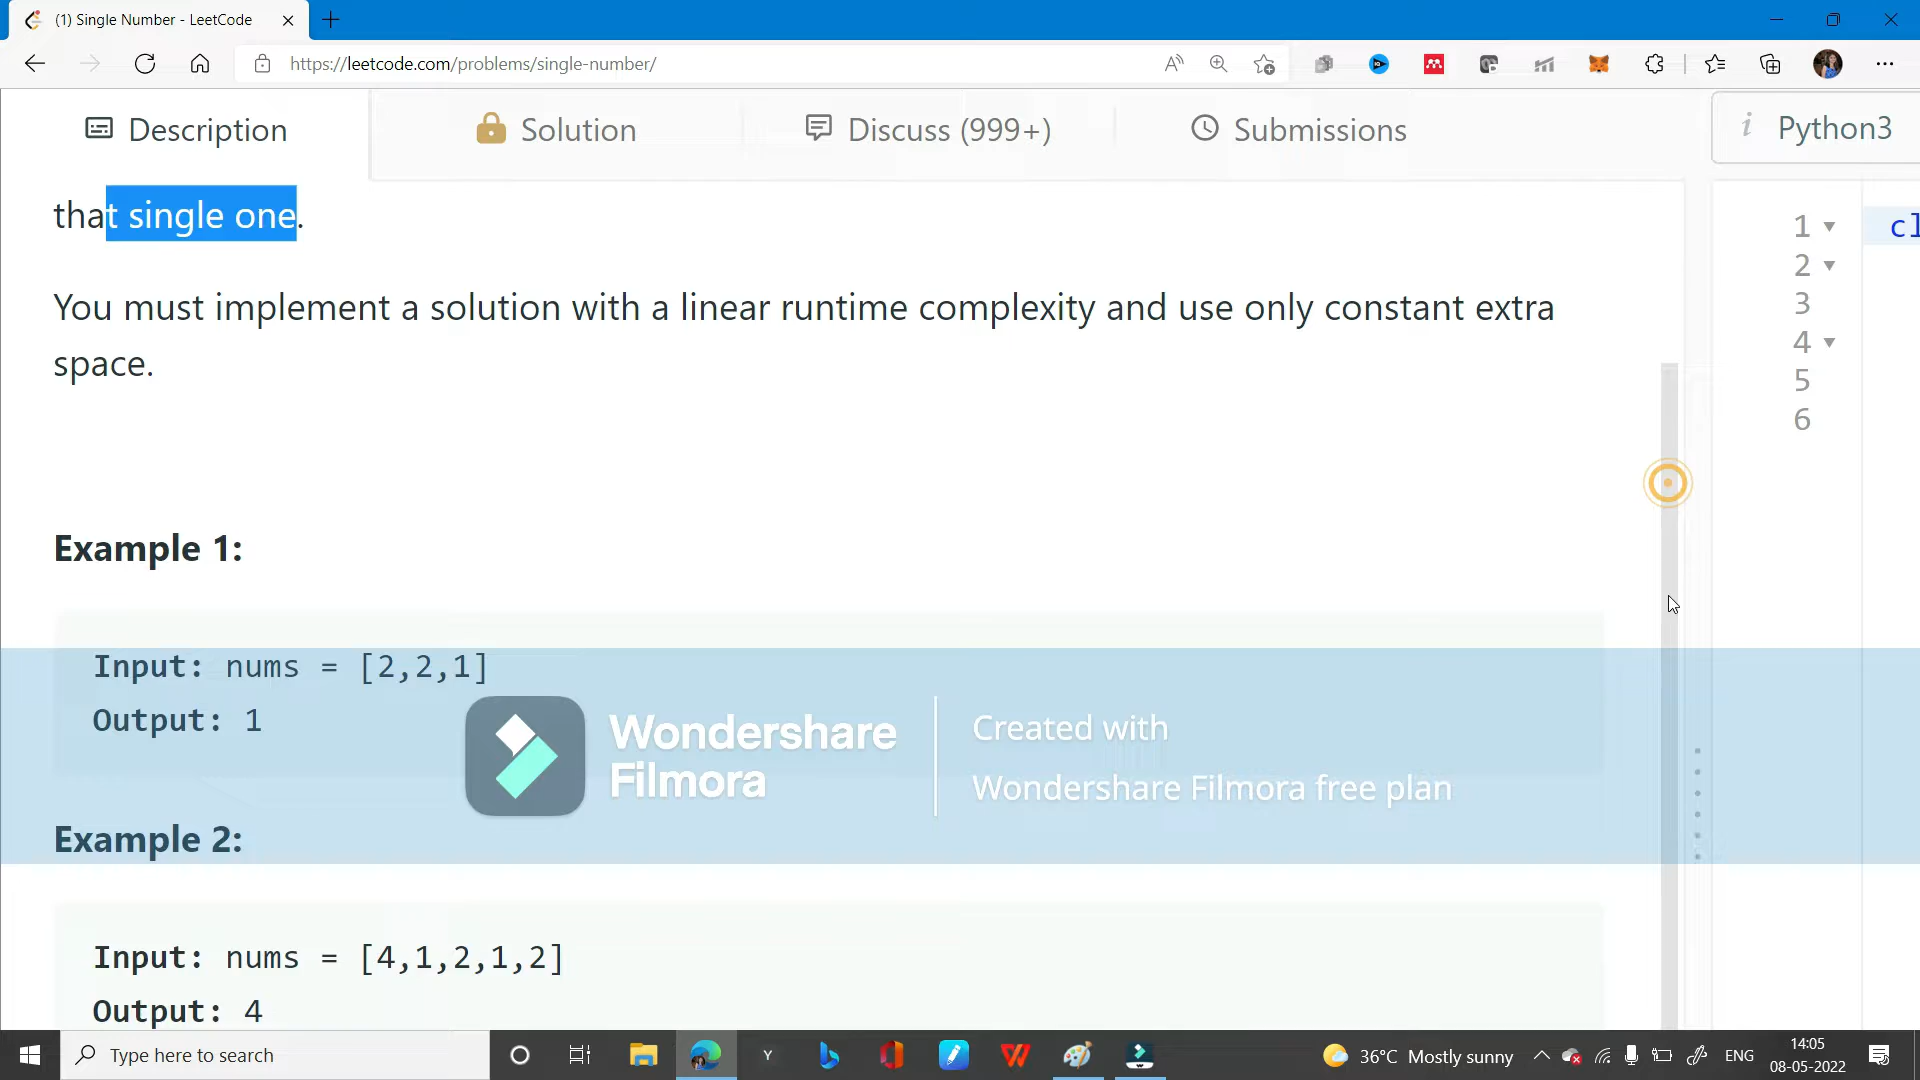 (1) Single Number - LeetCode
https://leetcode.com/problems/single-number/
Description
Solution
Discuss (999+)
Submissions
i Python3
that single one.
You must implement a solution with a linear runtime complexity and use only constant extra
space.
Example 1:
Input: nums = [2,2,1]
Output: 1
Example 2:
Input: nums = [4,1,2,1,2]
Output: 4
1
2
3
4
5
6
cl
Wondershare
Filmora
Created with
Wondershare Filmora free plan
Type here to search
36°C Mostly sunny
ENG
14:05
08-05-2022